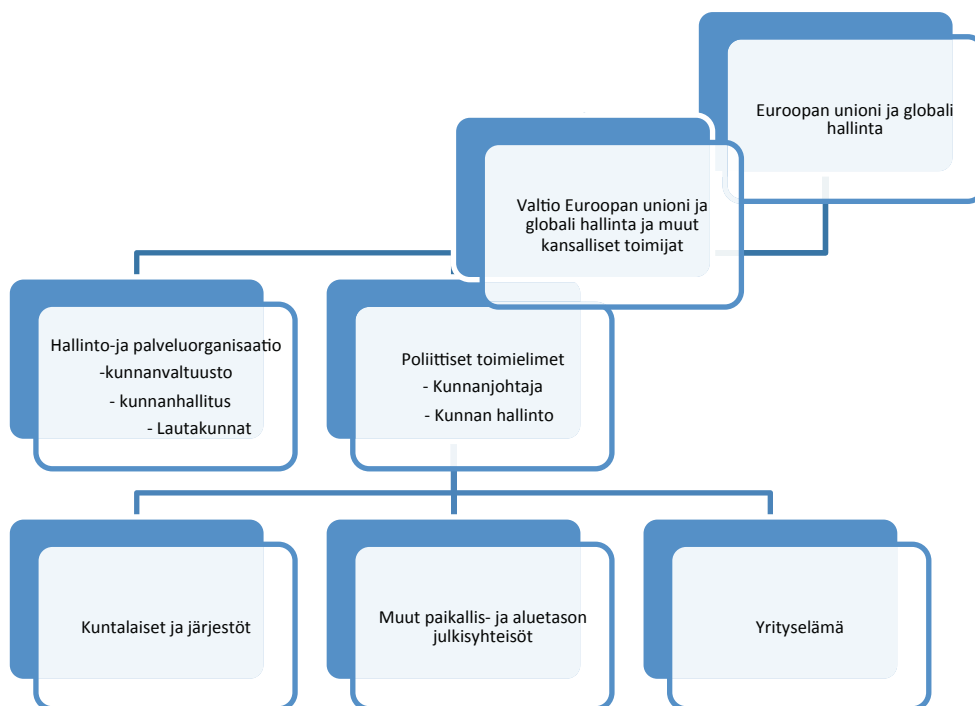 Euroopan unioni ja globali
hallinta
Valtio Euroopan unioni ja
globali hallinta ja muut
kansalliset toimijat
Hallinto-ja palveluorganisaatio
-kunnanvaltuusto
- kunnanhallitus
- Lautakunnat
Poliittiset toimielimet
- Kunnanjohtaja
- Kunnan hallinto
Kuntalaiset ja järjestöt
Muut paikallis- ja aluetason
julkisyhteisöt
Yrityselämä